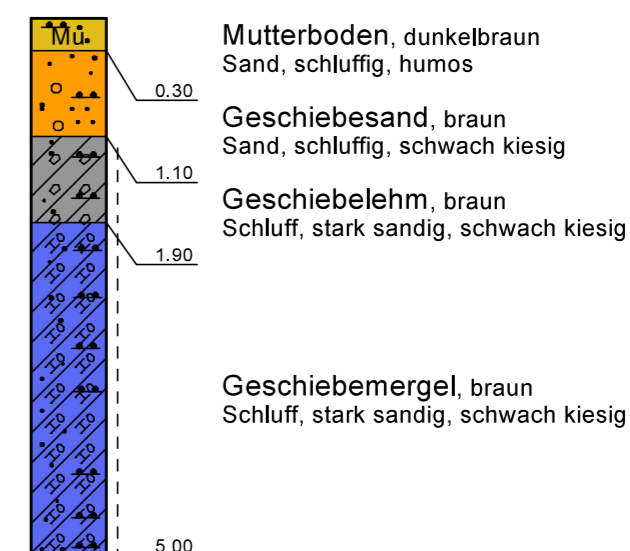 Mu
Mutterboden, dunkelbraun
Sand, schluffig, humos
0.30
Geschiebesand, braun
Sand, schluffig, schwach kiesig
1.10
Geschiebelehm, braun
Schluff, stark sandig, schwach kiesig
1.90
Geschiebemergel, braun
Schluff, stark sandig, schwach kiesig
5.00